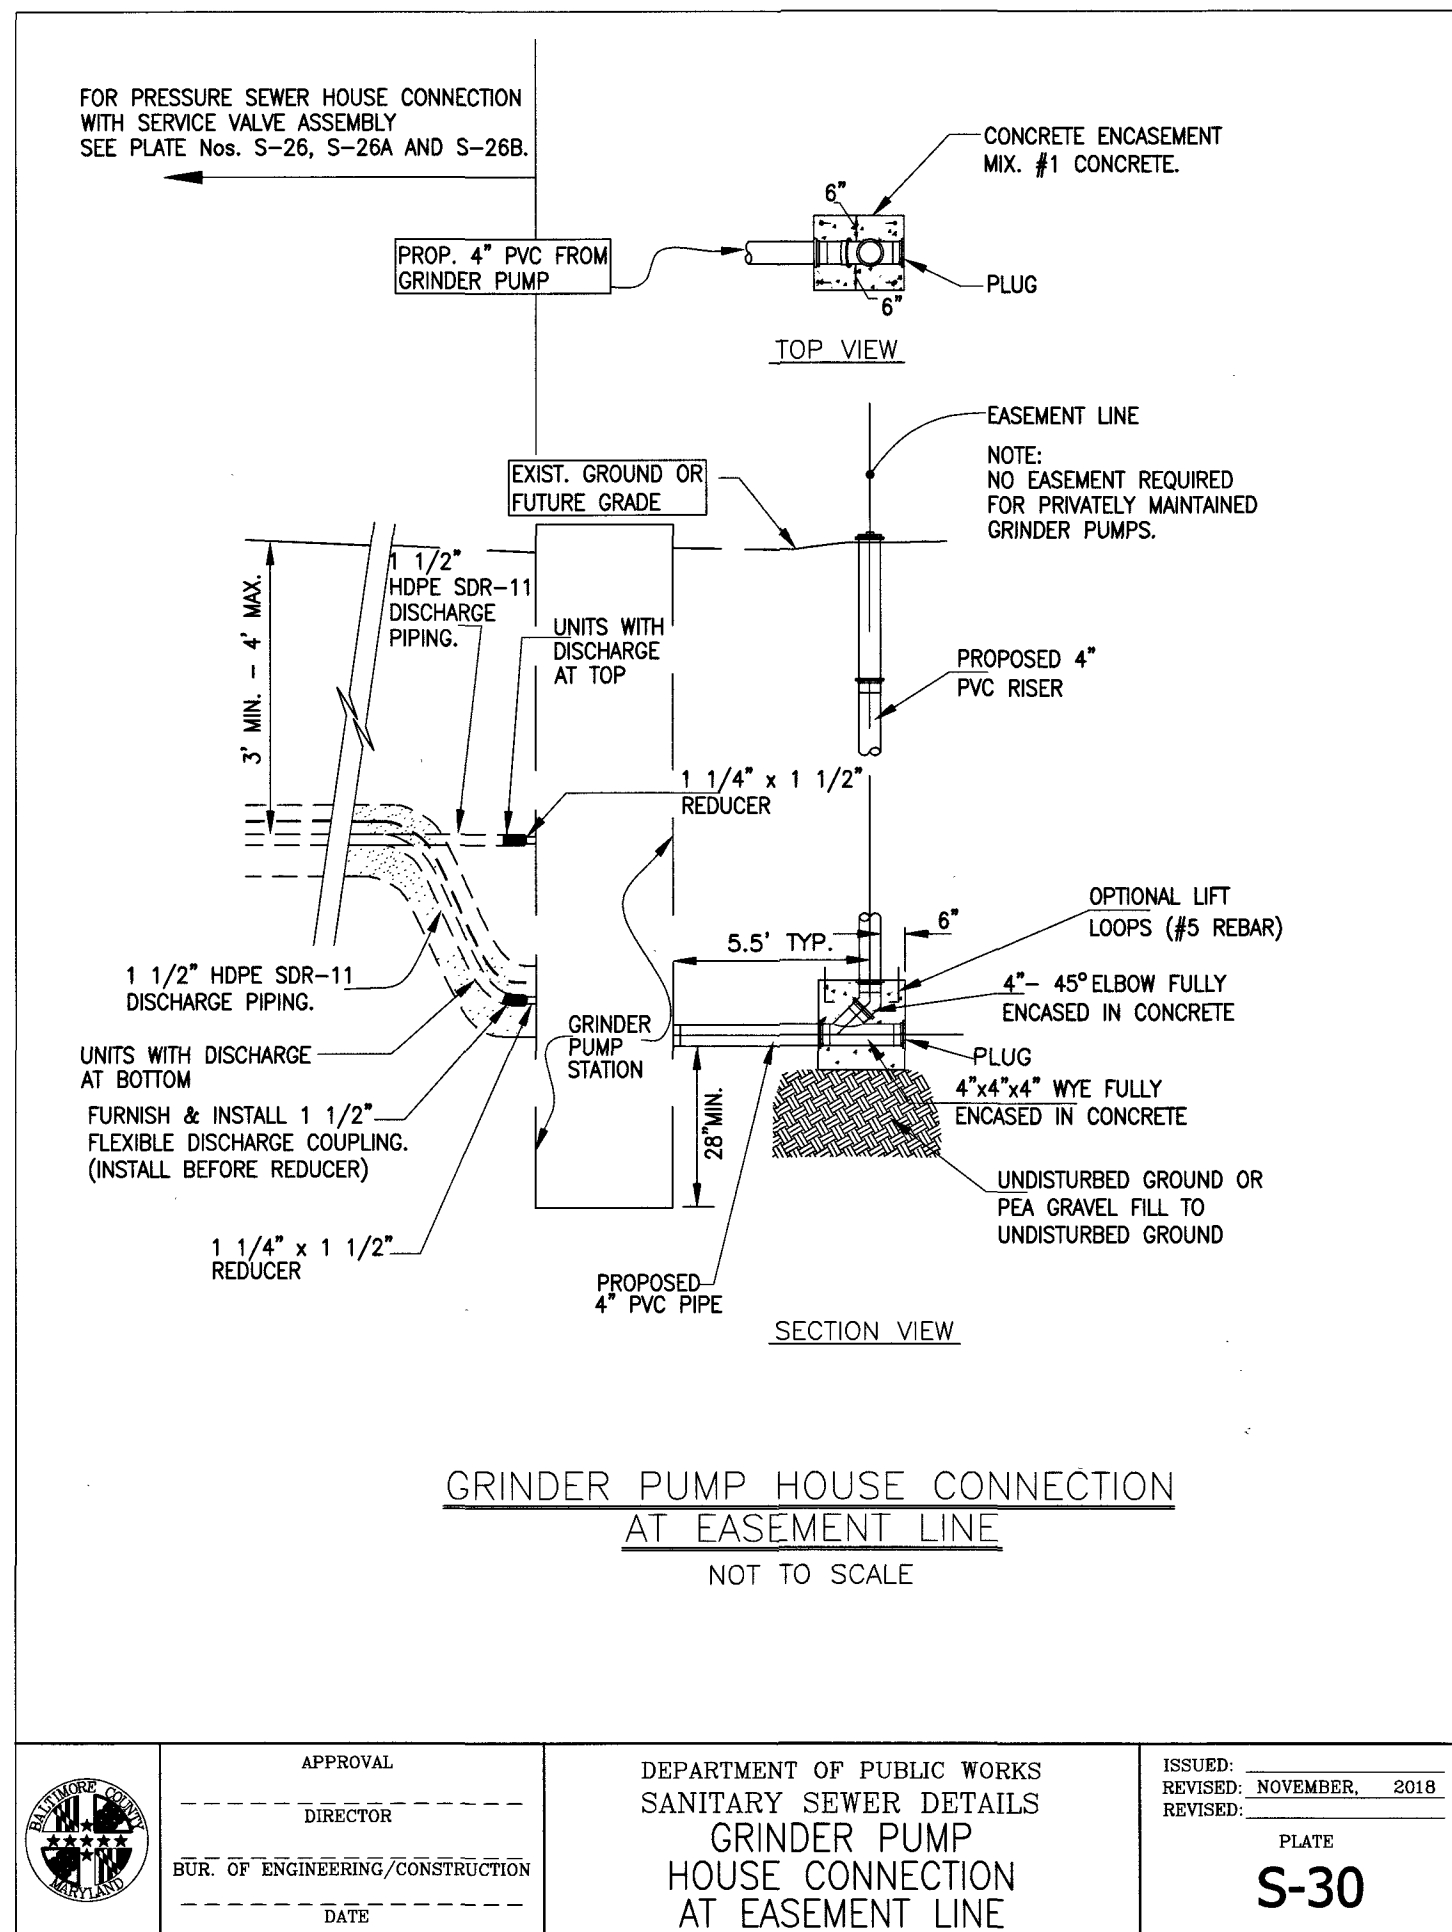 FOR PRESSURE SEWER HOUSE CONNECTION
WITH SERVICE VALVE ASSEMBLY
SEE PLATE Nos. S-26, S-26A AND S-26B.
CONCRETE ENCASEMENT
MIX. #1 CONCRETE.
6"
PROP. 4" PVC FROM
GRINDER PUMP
PLUG
6"
TOP VIEW
EASEMENT LINE
NOTE:
NO EASEMENT REQUIRED
FOR PRIVATELY MAINTAINED
GRINDER PUMPS.
EXIST. GROUND OR
FUTURE GRADE
3' MIN. - 4' MAX.
1 1/2"
HDPE SDR-11
DISCHARGE
PIPING.
UNITS WITH
DISCHARGE
AT TOP
PROPOSED 4"
PVC RISER
1 1/4" x 1 1/2"
REDUCER
OPTIONAL LIFT
LOOPS (#5 REBAR)
6"
5.5' TYP.
1 1/2" HDPE SDR-11
DISCHARGE PIPING.
4"- 45° ELBOW FULLY
ENCASED IN CONCRETE
GRINDER
PUMP
STATION
UNITS WITH DISCHARGE
AT BOTTOM
PLUG
4"x4"x4" WYE FULLY
ENCASED IN CONCRETE
28"MIN.
FURNISH & INSTALL 1 1/2"
FLEXIBLE DISCHARGE COUPLING.
(INSTALL BEFORE REDUCER)
UNDISTURBED GROUND OR
PEA GRAVEL FILL TO
UNDISTURBED GROUND
1 1/4" x 1 1/2"
REDUCER
PROPOSED
4" PVC PIPE
SECTION VIEW
GRINDER PUMP HOUSE CONNECTION
AT EASEMENT LINE
NOT TO SCALE
BALTIMORE COUNTY
MARYLAND
APPROVAL
DIRECTOR
BUR. OF ENGINEERING/CONSTRUCTION
DATE
DEPARTMENT OF PUBLIC WORKS
SANITARY SEWER DETAILS
GRINDER PUMP
HOUSE CONNECTION
AT EASEMENT LINE
ISSUED:
REVISED: NOVEMBER, 2018
REVISED:
PLATE
S-30